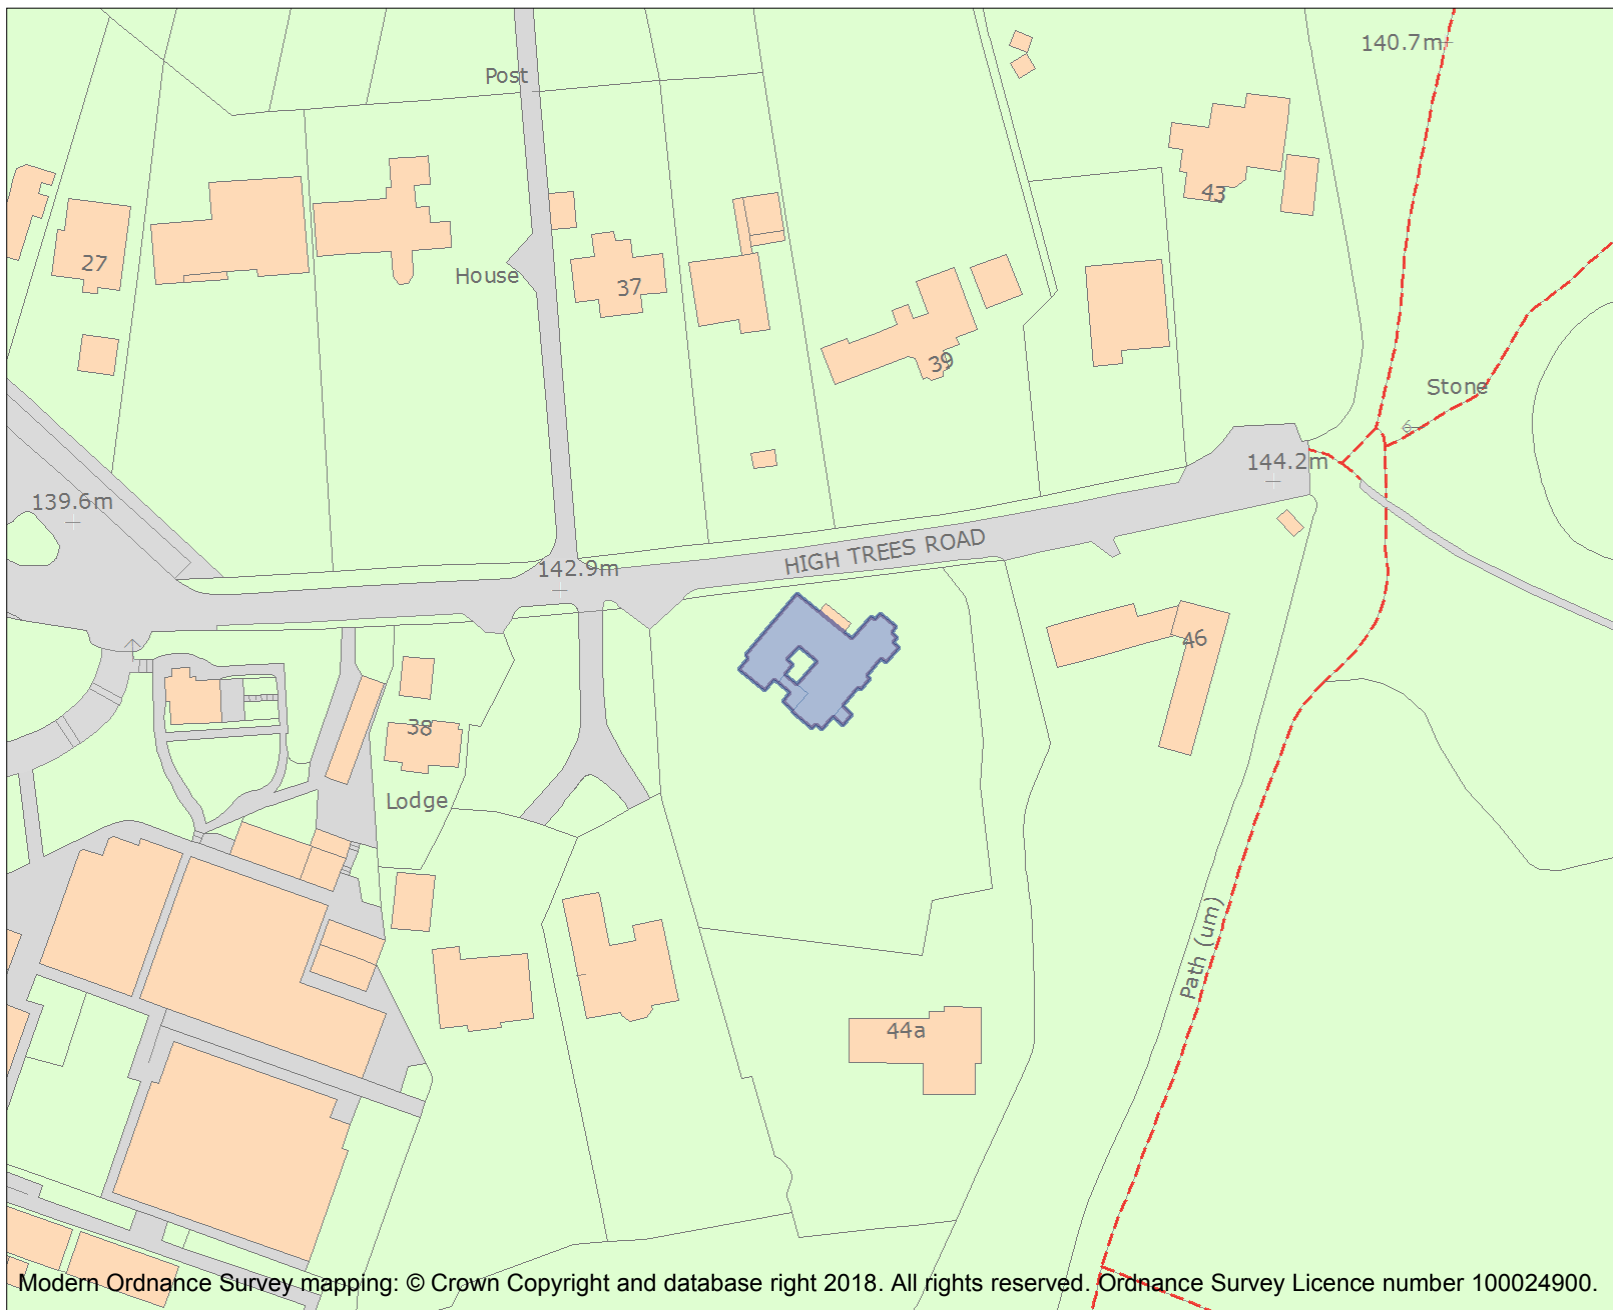 140.7m
Post
43
27
House
37
39
Stone
144.2m
139.6m
HIGH TREES ROAD
142.9m
46
38
Lodge
Path (um)
44a
Modern Ordnance Survey mapping: © Crown Copyright and database right 2018. All rights reserved. Ordnance Survey Licence number 100024900.